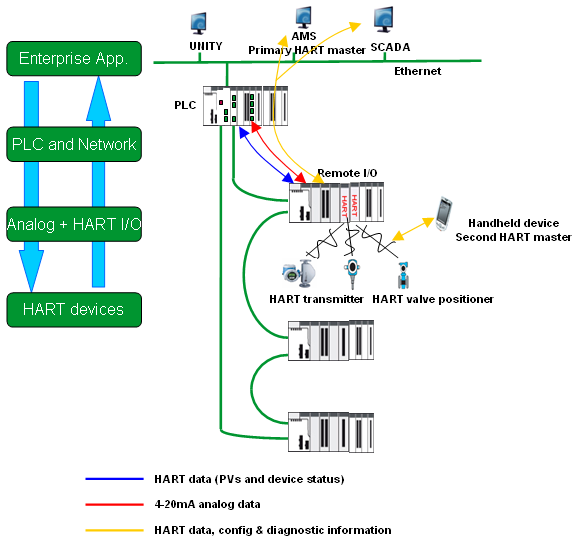 Enterprise App.
PLC and Network
Analog + HART I/O
HART devices
UNITY
AMS
Primary HART master
SCADA
Ethernet
PLC
Remote I/O
HART
HART
Handheld device
Second HART master
HART transmitter
HART valve positioner
HART data (PVs and device status)
4-20mA analog data
HART data, config & diagnostic information